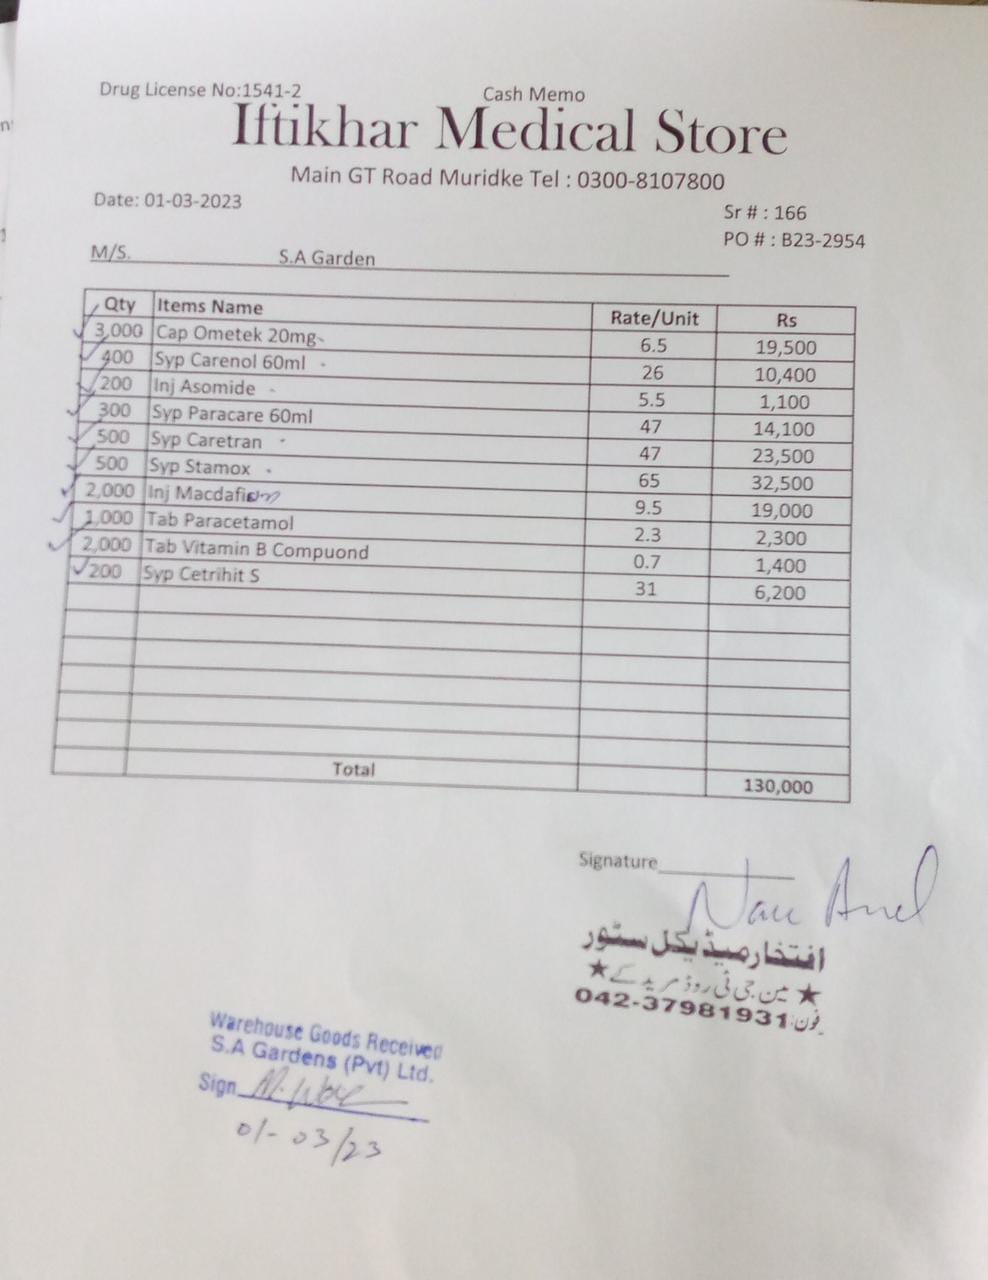 Drug License No:1541-2
Cash Memo
Iftikhar Medical Store
Main GT Road Muridke Tel : 0300-8107800
Date: 01-03-2023
Sr # : 166
PO # : B23-2954
M/S. S.A Garden
Qty Items Name Rate/Unit Rs
3,000 Cap Ometek 20mg 6.5 19,500
400 Syp Carenol 60ml 26 10,400
200 Inj Asomide 5.5 1,100
300 Syp Paracare 60ml 47 14,100
500 Syp Caretran 47 23,500
500 Syp Stamox 65 32,500
2,000 Inj Macdafin 9.5 19,000
1,000 Tab Paracetamol 2.3 2,300
2,000 Tab Vitamin B Compuond 0.7 1,400
200 Syp Cetrihit S 31 6,200
Total 130,000
Signature
افتخار میڈیکل سٹور
★ مین جی ٹی روڈ مریدکے ★
فون: 042-37981931
Warehouse Goods Received
S.A Gardens (Pvt) Ltd.
Sign
01-03/23